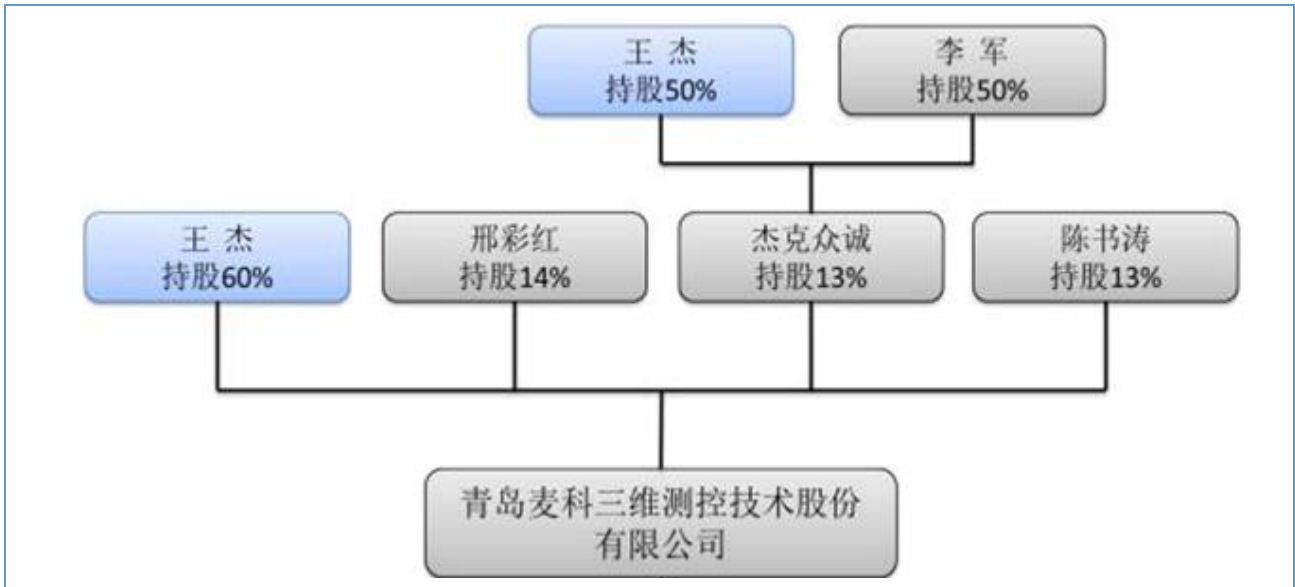 王 杰
持股50%
李 军
持股50%
王 杰
持股60%
邢彩红
持股14%
杰克众诚
持股13%
陈书涛
持股13%
青岛麦科三维测控技术股份
有限公司